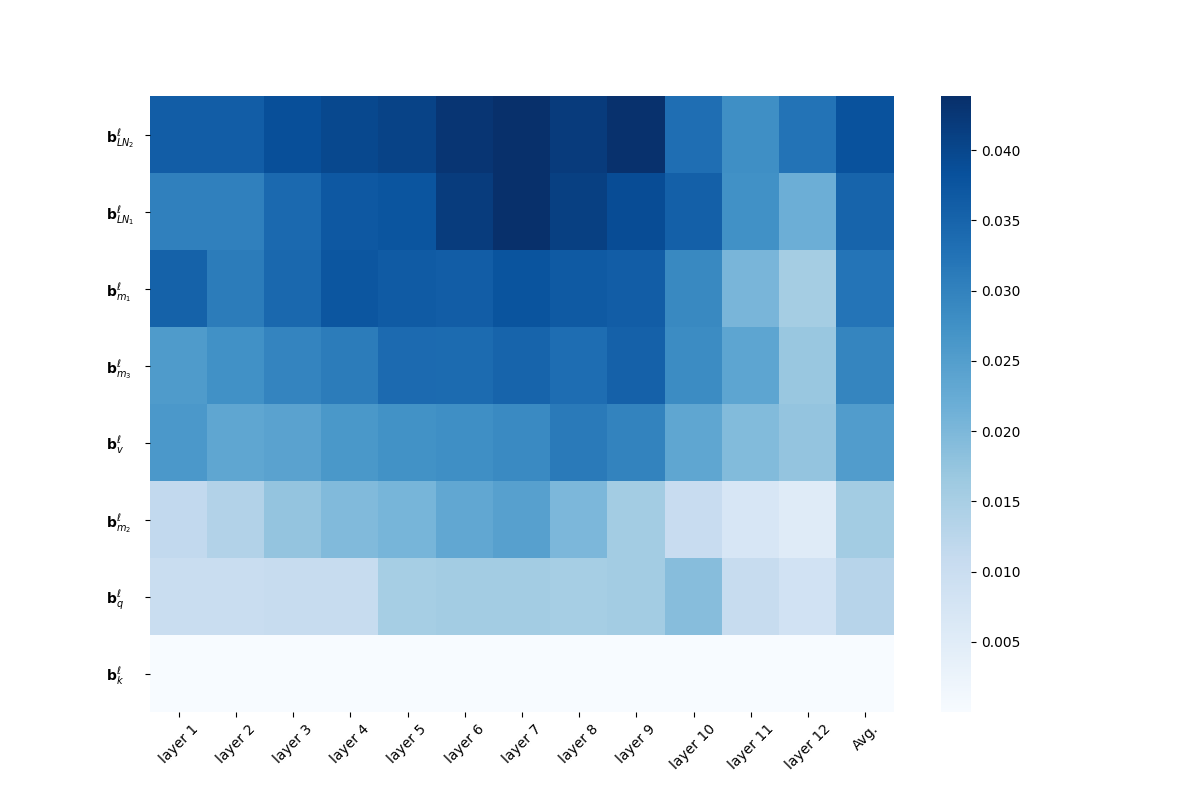 b^ℓ_{LN_2}
b^ℓ_{LN_1}
b^ℓ_{m_1}
b^ℓ_{m_3}
b^ℓ_v
b^ℓ_{m_2}
b^ℓ_q
b^ℓ_k
layer 1 layer 2 layer 3 layer 4 layer 5 layer 6 layer 7 layer 8 layer 9 layer 10 layer 11 layer 12 Avg.
0.040
0.035
0.030
0.025
0.020
0.015
0.010
0.005